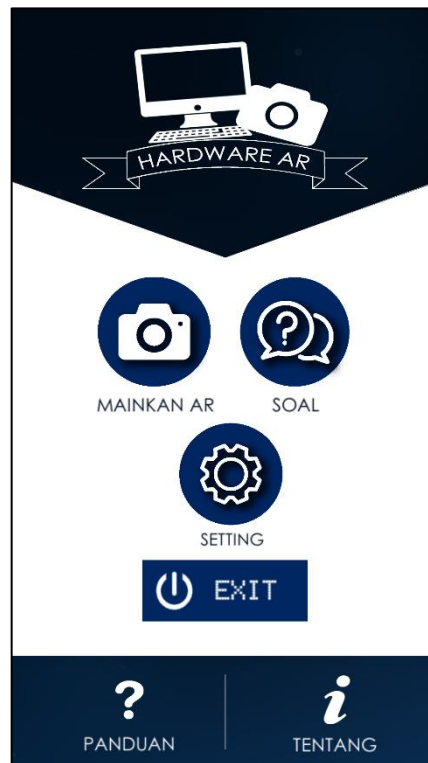 HARDWARE AR
MAINKAN AR
SOAL
SETTING
EXIT
PANDUAN
TENTANG